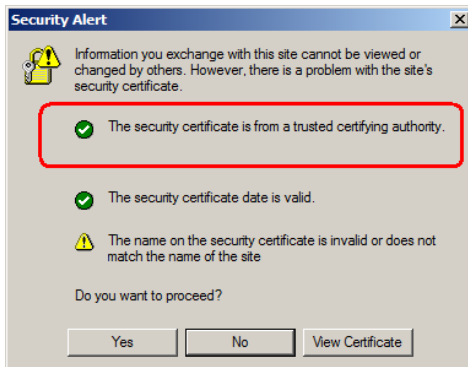 Security Alert
Information you exchange with this site cannot be viewed or
changed by others. However, there is a problem with the site's
security certificate.
The security certificate is from a trusted certifying authority.
The security certificate date is valid.
The name on the security certificate is invalid or does not
match the name of the site
Do you want to proceed?
Yes No View Certificate